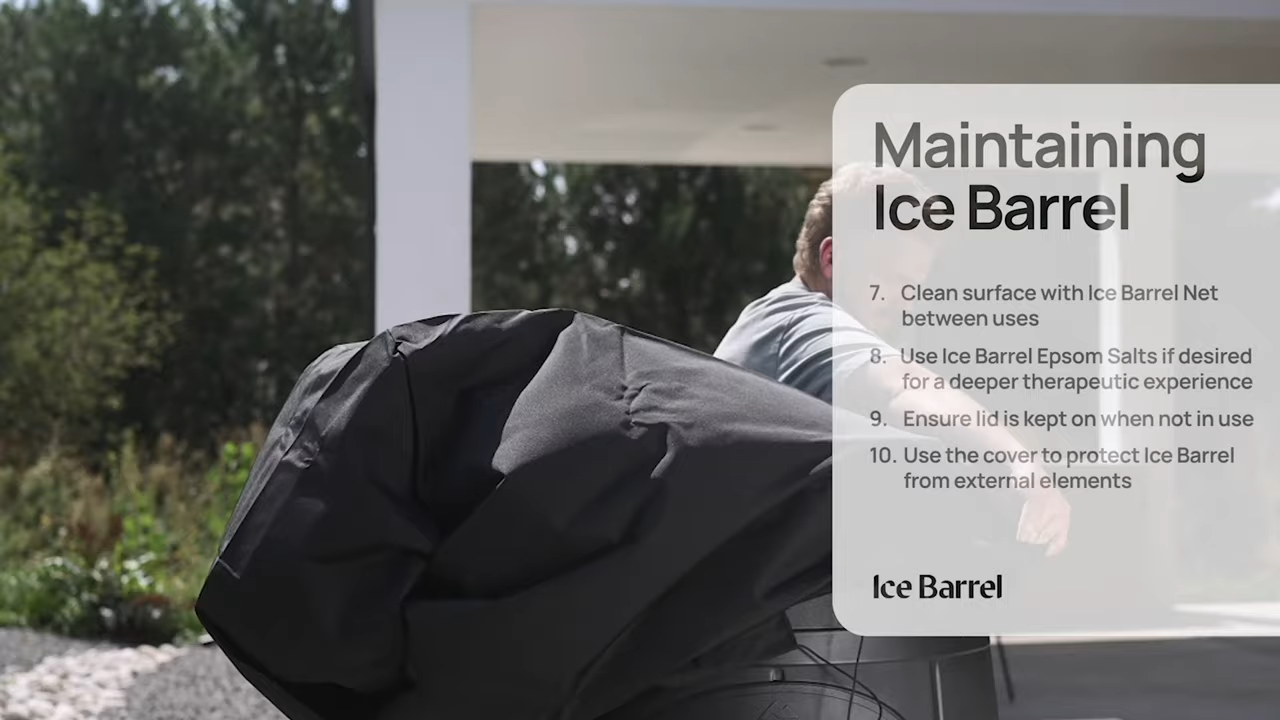 Maintaining
Ice Barrel
7. Clean surface with Ice Barrel Net
between uses
8. Use Ice Barrel Epsom Salts if desired
for a deeper therapeutic experience
9. Ensure lid is kept on when not in use
10. Use the cover to protect Ice Barrel
from external elements
Ice Barrel